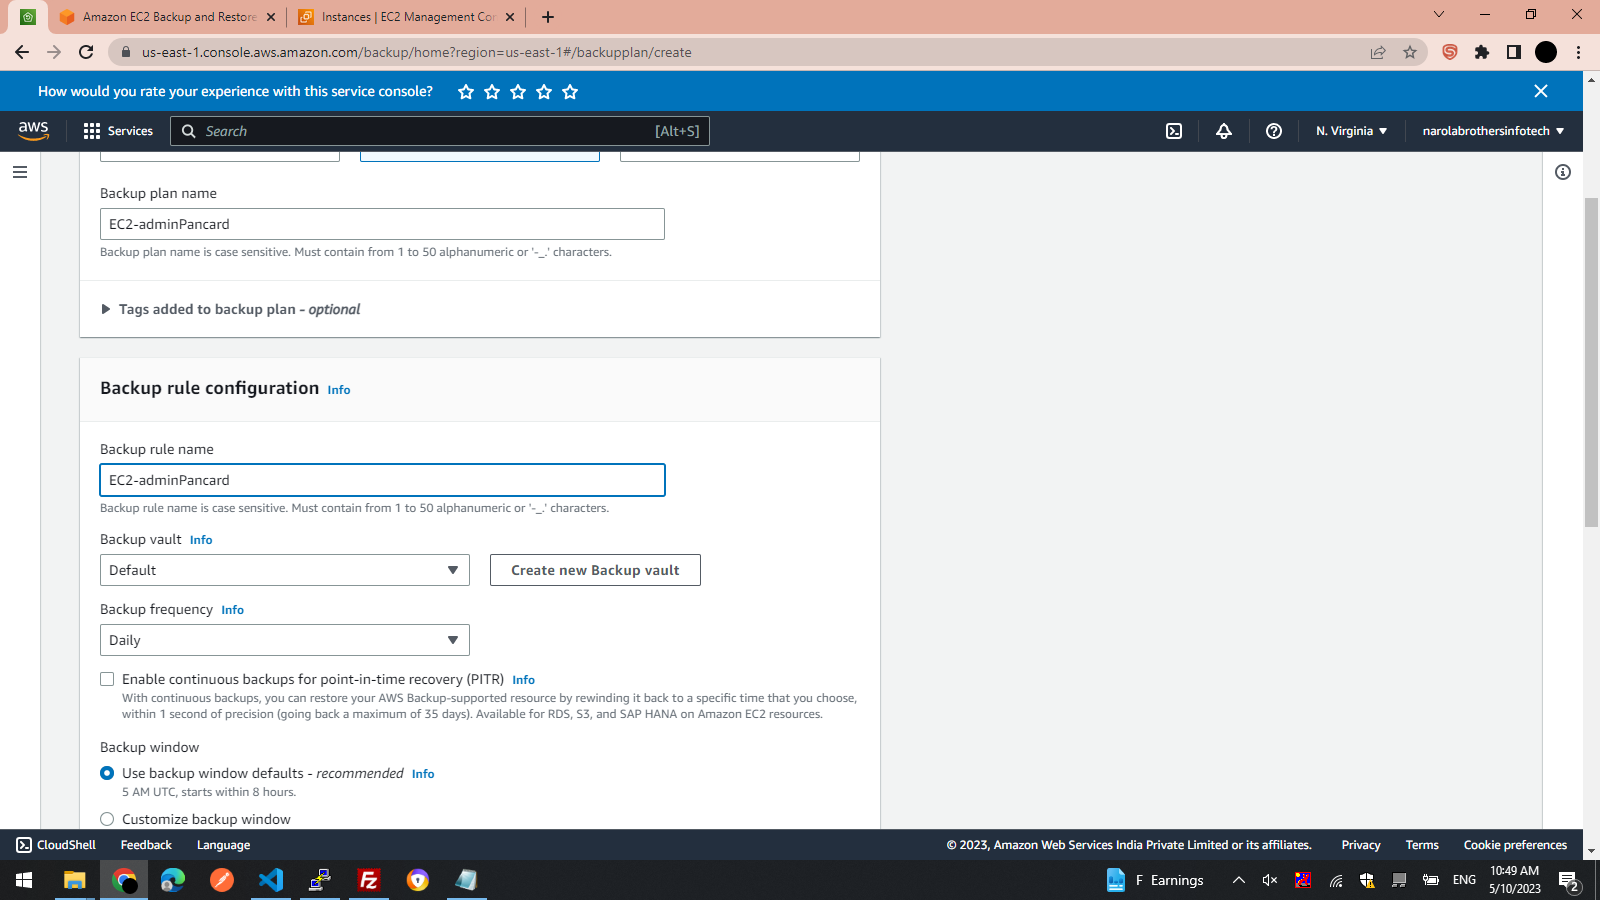 Amazon EC2 Backup and Restore
Instances | EC2 Management Con
us-east-1.console.aws.amazon.com/backup/home?region=us-east-1#/backupplan/create
How would you rate your experience with this service console?
aws
Services
Search
[Alt+S]
N. Virginia
narolabrothersinfotech
Backup plan name
EC2-adminPancard
Backup plan name is case sensitive. Must contain from 1 to 50 alphanumeric or '-_.' characters.
Tags added to backup plan - optional
Backup rule configuration Info
Backup rule name
EC2-adminPancard
Backup rule name is case sensitive. Must contain from 1 to 50 alphanumeric or '-_.' characters.
Backup vault Info
Default
Create new Backup vault
Backup frequency Info
Daily
Enable continuous backups for point-in-time recovery (PITR) Info
With continuous backups, you can restore your AWS Backup-supported resource by rewinding it back to a specific time that you choose,
within 1 second of precision (going back a maximum of 35 days). Available for RDS, S3, and SAP HANA on Amazon EC2 resources.
Backup window
Use backup window defaults - recommended Info
5 AM UTC, starts within 8 hours.
Customize backup window
CloudShell
Feedback
Language
© 2023, Amazon Web Services India Private Limited or its affiliates.
Privacy
Terms
Cookie preferences
F Earnings
ENG
10:49 AM
5/10/2023
2